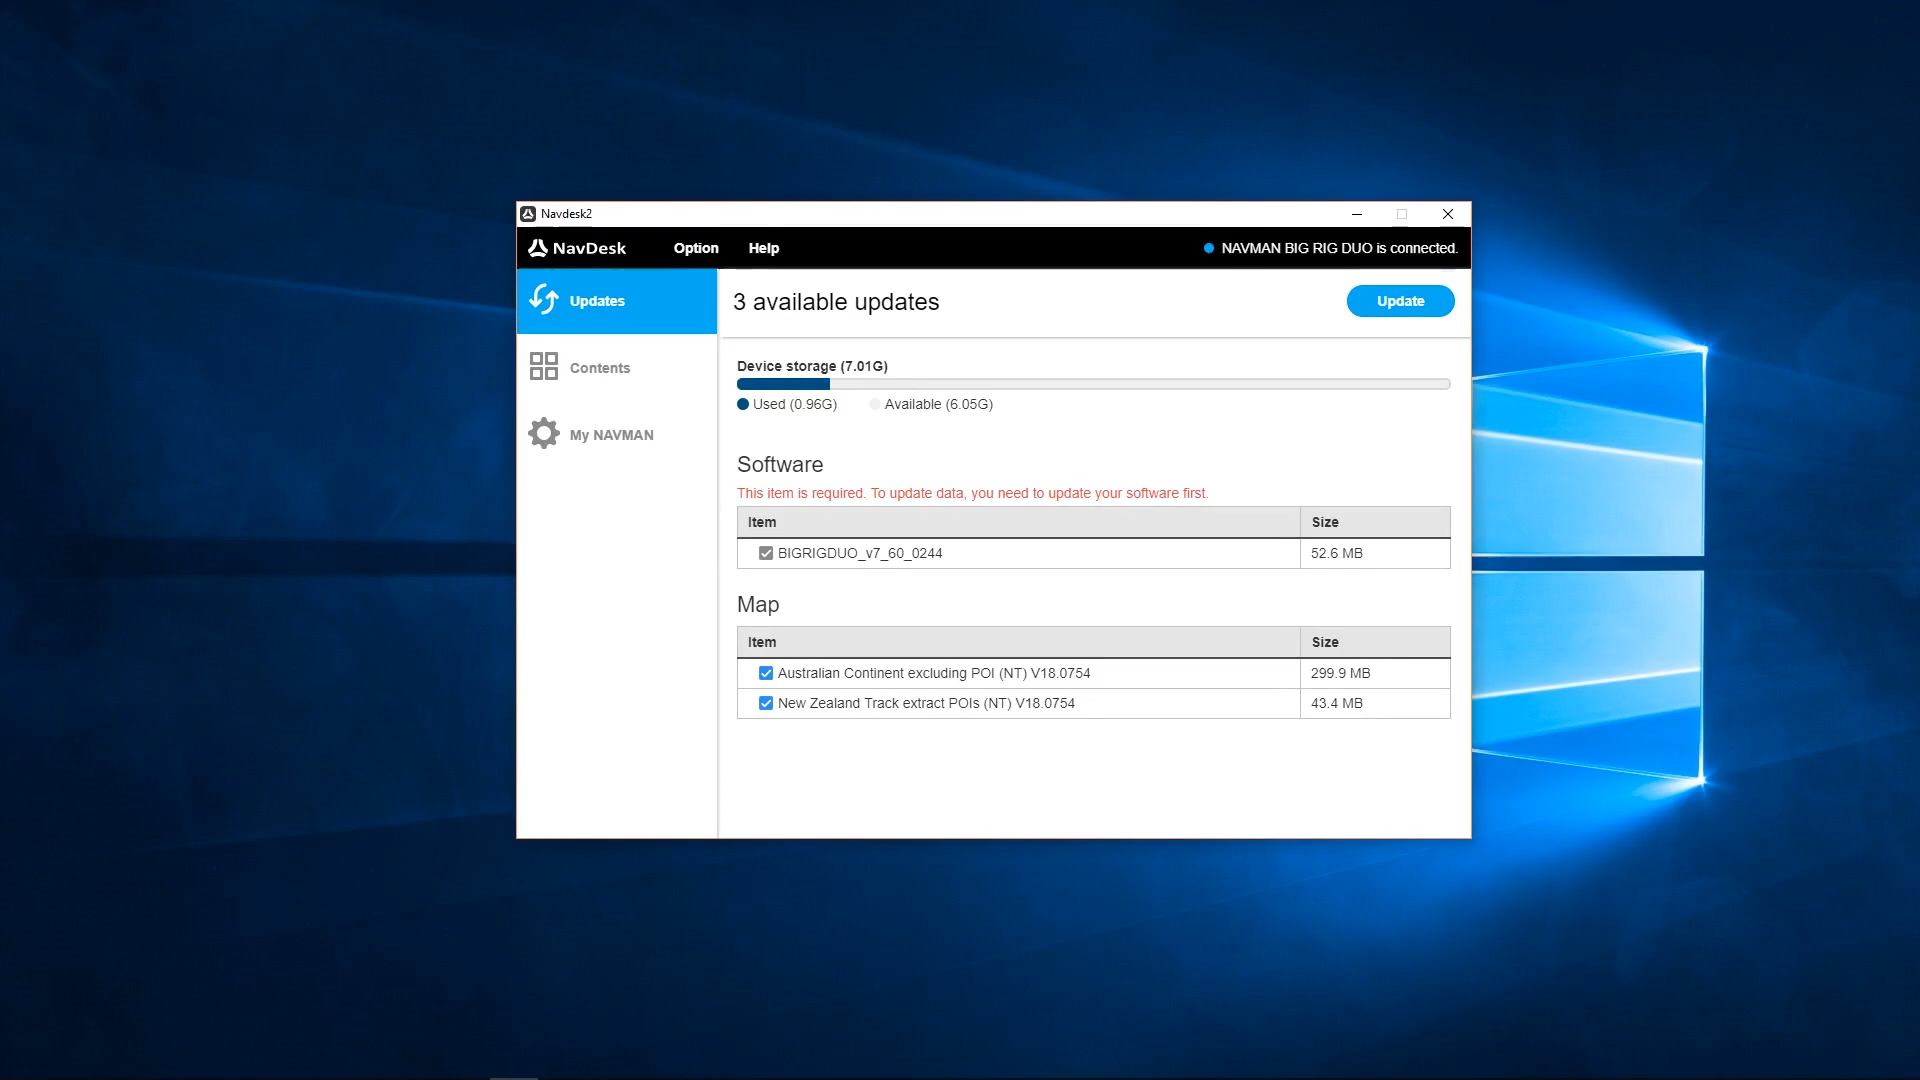 Navdesk2
NavDesk Option Help NAVMAN BIG RIG DUO is connected.
Updates
Contents
My NAVMAN
3 available updates Update
Device storage (7.01G)
Used (0.96G) Available (6.05G)
Software
This item is required. To update data, you need to update your software first.
Item Size
BIGRIGDUO_v7_60_0244 52.6 MB
Map
Item Size
Australian Continent excluding POI (NT) V18.0754 299.9 MB
New Zealand Track extract POIs (NT) V18.0754 43.4 MB